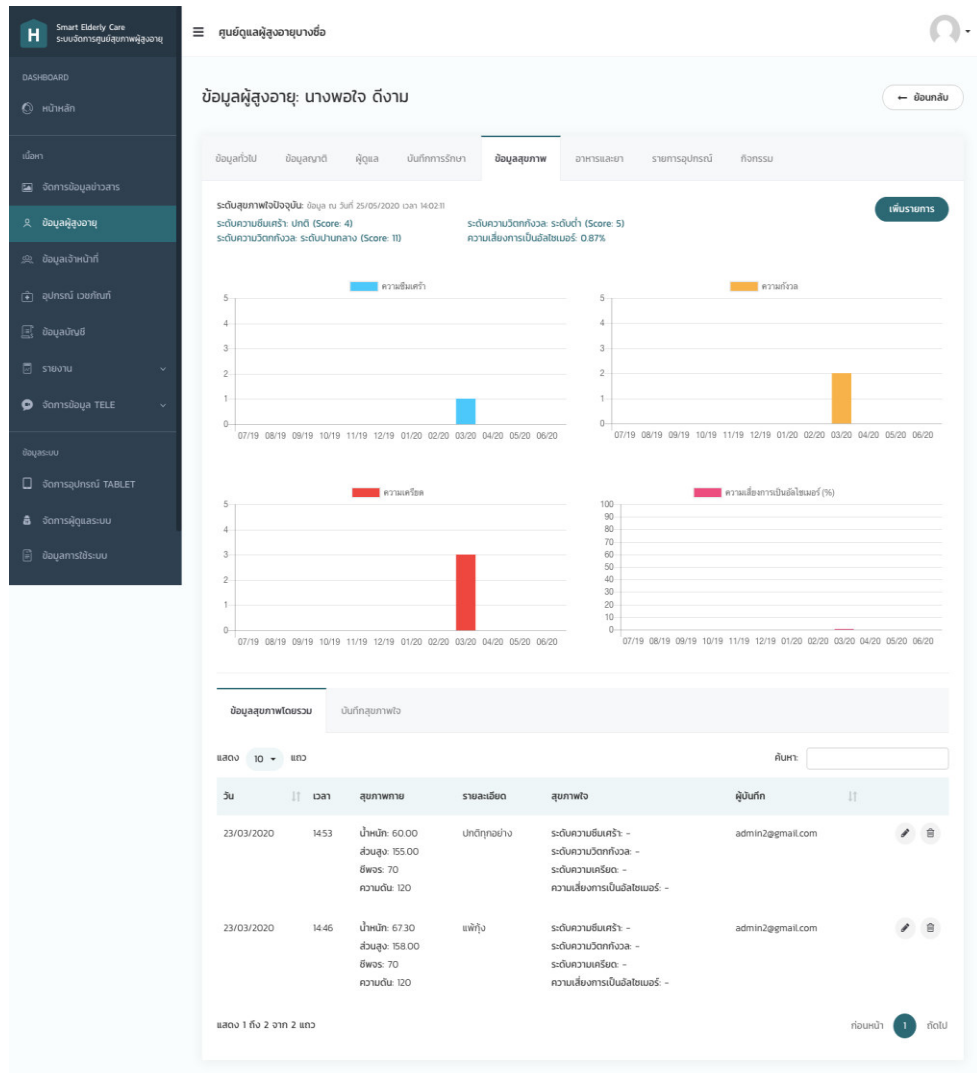 H
Smart Elderly Care
ระบบจัดการศูนย์สุขภาพผู้สูงอายุ
ศูนย์ดูแลผู้สูงอายุบางซื่อ
DASHBOARD
หน้าหลัก
เนื้อหา
จัดการข้อมูลข่าวสาร
ข้อมูลผู้สูงอายุ
ข้อมูลเจ้าหน้าที่
อุปกรณ์ เวชภัณฑ์
ข้อมูลบัญชี
รายงาน
จัดการข้อมูล TELE
ข้อมูลระบบ
จัดการอุปกรณ์ TABLET
จัดการผู้ดูแลระบบ
ข้อมูลการใช้ระบบ
ข้อมูลผู้สูงอายุ: นางพอใจ ดีงาม
← ย้อนกลับ
ข้อมูลทั่วไป ข้อมูลญาติ ผู้ดูแล บันทึกการรักษา ข้อมูลสุขภาพ อาหารและยา รายการอุปกรณ์ กิจกรรม
ระดับสุขภาพใจปัจจุบัน: ข้อมูล ณ วันที่ 25/05/2020 เวลา 14:02:11
เพิ่มรายการ
ระดับความซึมเศร้า: ปกติ (Score: 4) ระดับความวิตกกังวล: ระดับต่ำ (Score: 5)
ระดับความวิตกกังวล: ระดับปานกลาง (Score: 11) ความเสี่ยงการเป็นอัลไซเมอร์: 0.87%
ความซึมเศร้า
5
4
3
2
1
0
07/19 08/19 09/19 10/19 11/19 12/19 01/20 02/20 03/20 04/20 05/20 06/20
ความกังวล
5
4
3
2
1
0
07/19 08/19 09/19 10/19 11/19 12/19 01/20 02/20 03/20 04/20 05/20 06/20
ความเครียด
5
4
3
2
1
0
07/19 08/19 09/19 10/19 11/19 12/19 01/20 02/20 03/20 04/20 05/20 06/20
ความเสี่ยงการเป็นอัลไซเมอร์ (%)
100
90
80
70
60
50
40
30
20
10
0
07/19 08/19 09/19 10/19 11/19 12/19 01/20 02/20 03/20 04/20 05/20 06/20
ข้อมูลสุขภาพโดยรวม บันทึกสุขภาพใจ
แสดง 10 แถว ค้นหา:
วัน เวลา สุขภาพกาย รายละเอียด สุขภาพใจ ผู้บันทึก
23/03/2020 14:53 น้ำหนัก: 60.00 ปกติทุกอย่าง ระดับความซึมเศร้า: - admin2@gmail.com
ส่วนสูง: 155.00 ระดับความวิตกกังวล: -
ชีพจร: 70 ระดับความเครียด: -
ความดัน: 120 ความเสี่ยงการเป็นอัลไซเมอร์: -
23/03/2020 14:46 น้ำหนัก: 67.30 แพ้กุ้ง ระดับความซึมเศร้า: - admin2@gmail.com
ส่วนสูง: 158.00 ระดับความวิตกกังวล: -
ชีพจร: 70 ระดับความเครียด: -
ความดัน: 120 ความเสี่ยงการเป็นอัลไซเมอร์: -
แสดง 1 ถึง 2 จาก 2 แถว ก่อนหน้า 1 ถัดไป